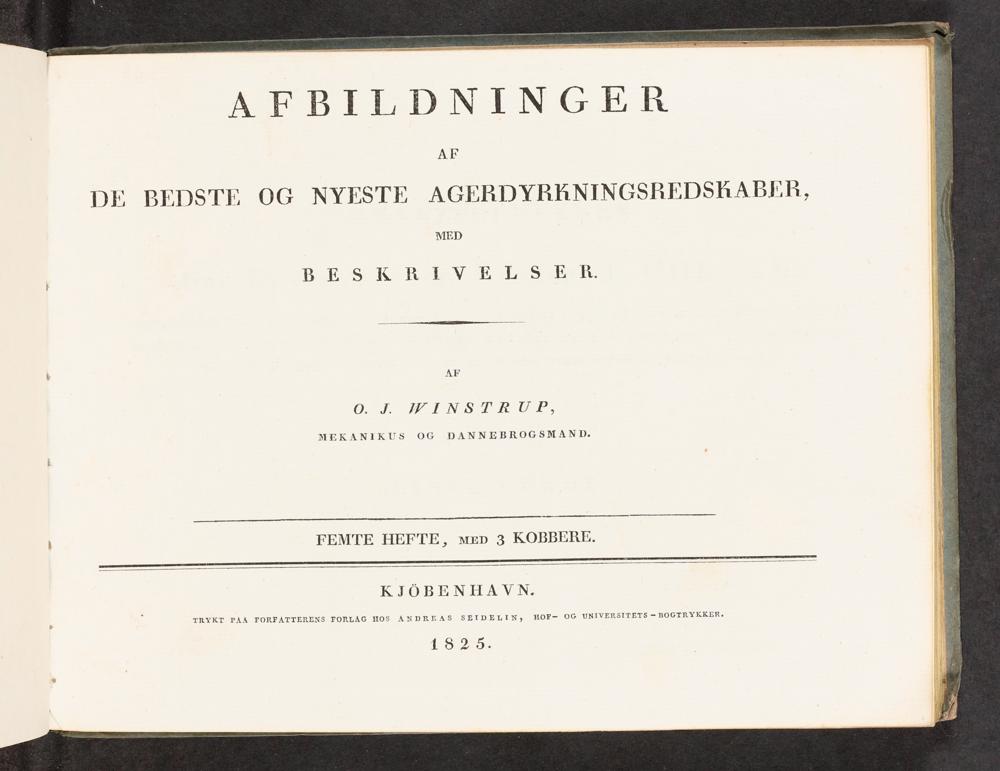 AFBILDNINGER
AF
DE BEDSTE OG NYESTE AGERDYRKNINGSREDSKABER,
MED
BESKRIVELSER.
AF
O. J. WINSTRUP,
MEKANIKUS OG DANNEBROGSMAND.
FEMTE HEFTE, MED 3 KOBBERE.
KJÖBENHAVN.
TRYKT PAA FORFATTERENS FORLAG HOS ANDREAS SEIDELIN, HOF- OG UNIVERSITETS-BOGTRYKKER.
1825.